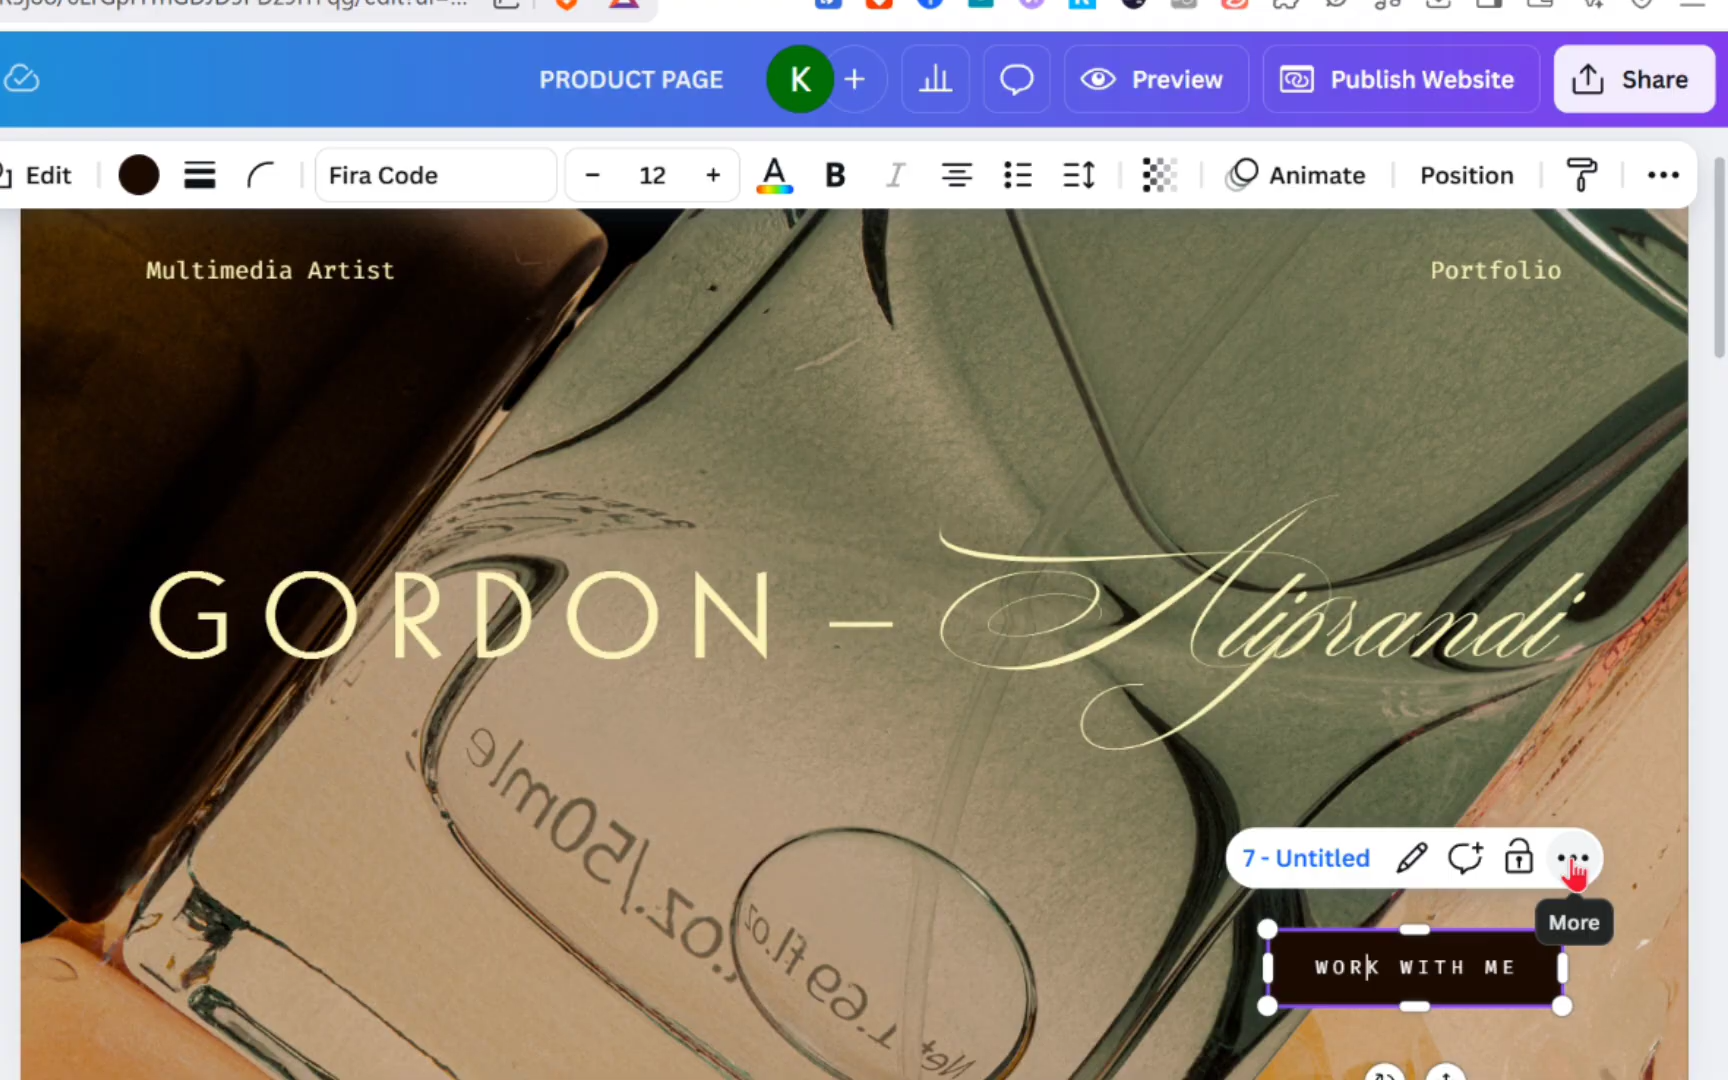 PRODUCT PAGE
K
Preview
Publish Website
Share
Edit
Fira Code
12
A
B
I
Animate
Position
Multimedia Artist
Portfolio
GORDON — Aliprandi
7 - Untitled
More
WORK WITH ME